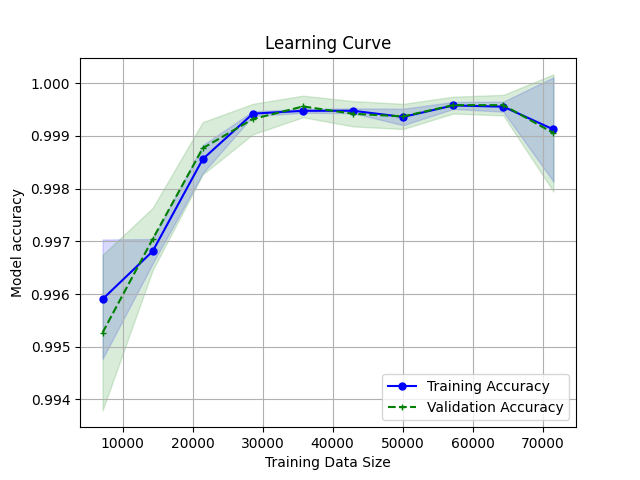 Learning Curve
Model accuracy
1.000
0.999
0.998
0.997
0.996
0.995
0.994
Training Accuracy
Validation Accuracy
10000 20000 30000 40000 50000 60000 70000
Training Data Size